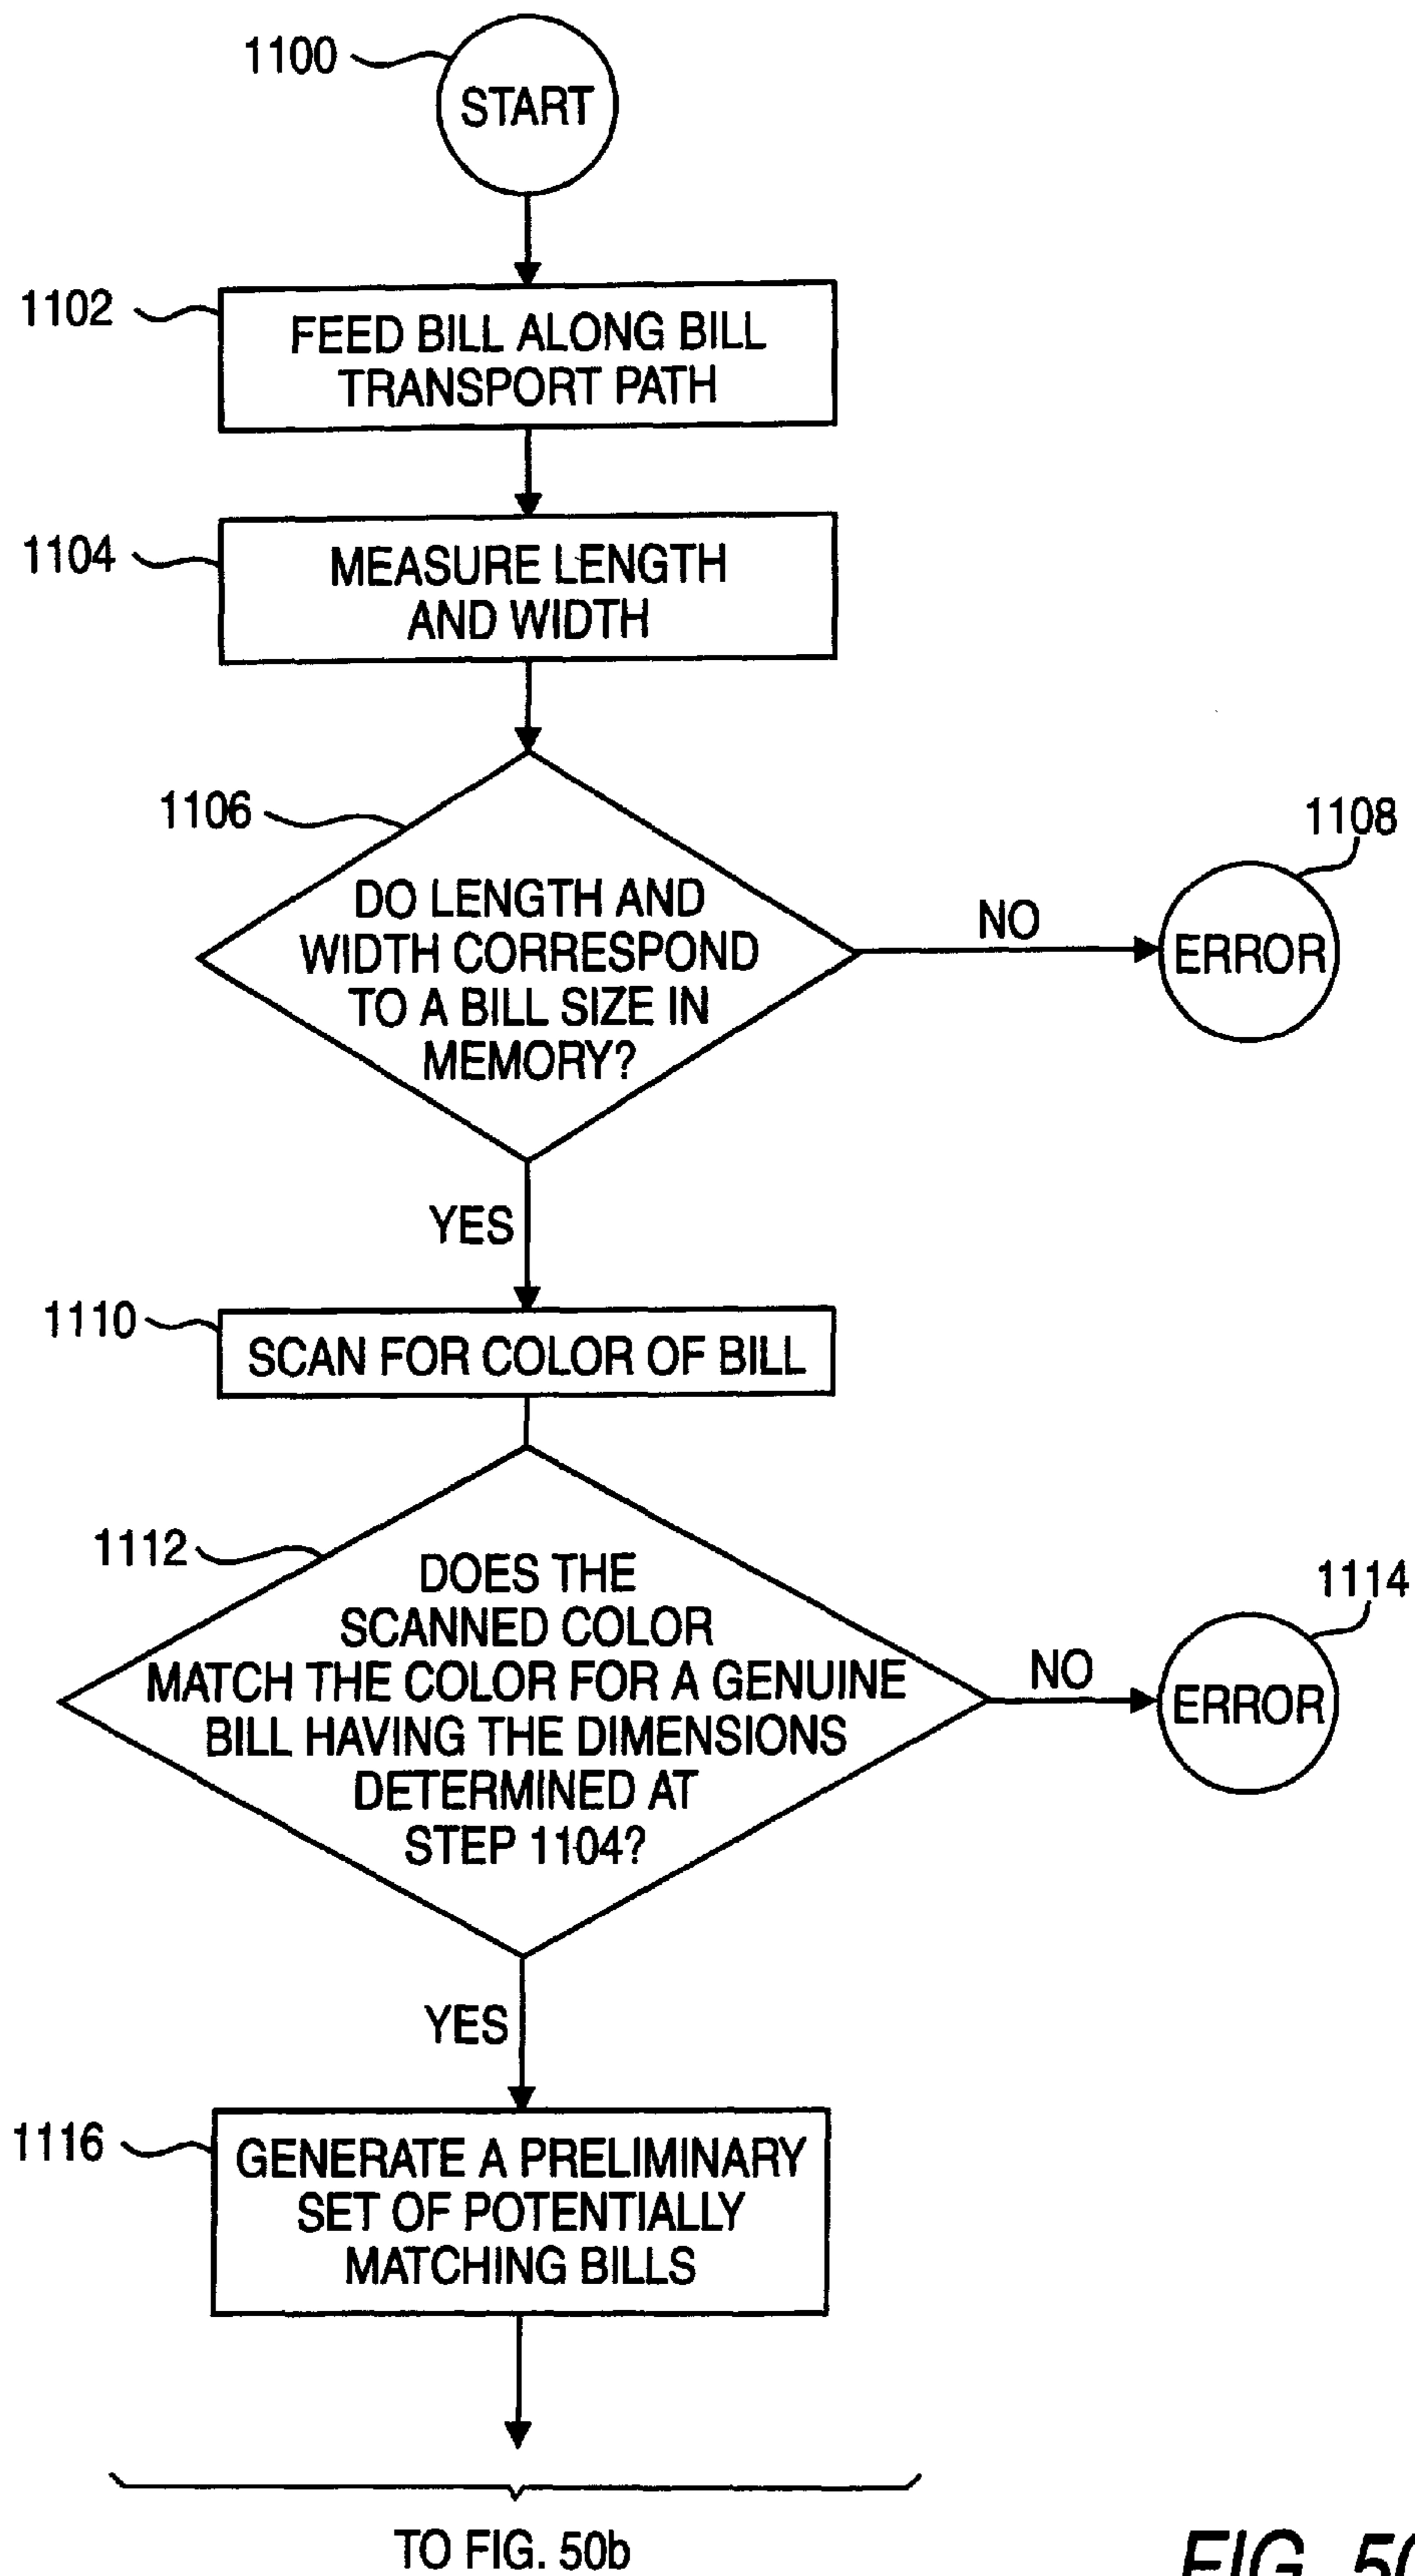 1100
START
1102
FEED BILL ALONG BILL
TRANSPORT PATH
1104
MEASURE LENGTH
AND WIDTH
1106
DO LENGTH AND
WIDTH CORRESPOND
TO A BILL SIZE IN
MEMORY?
NO
1108
ERROR
YES
1110
SCAN FOR COLOR OF BILL
1112
DOES THE
SCANNED COLOR
MATCH THE COLOR FOR A GENUINE
BILL HAVING THE DIMENSIONS
DETERMINED AT
STEP 1104?
NO
1114
ERROR
YES
1116
GENERATE A PRELIMINARY
SET OF POTENTIALLY
MATCHING BILLS
TO FIG. 50b
FIG. 50